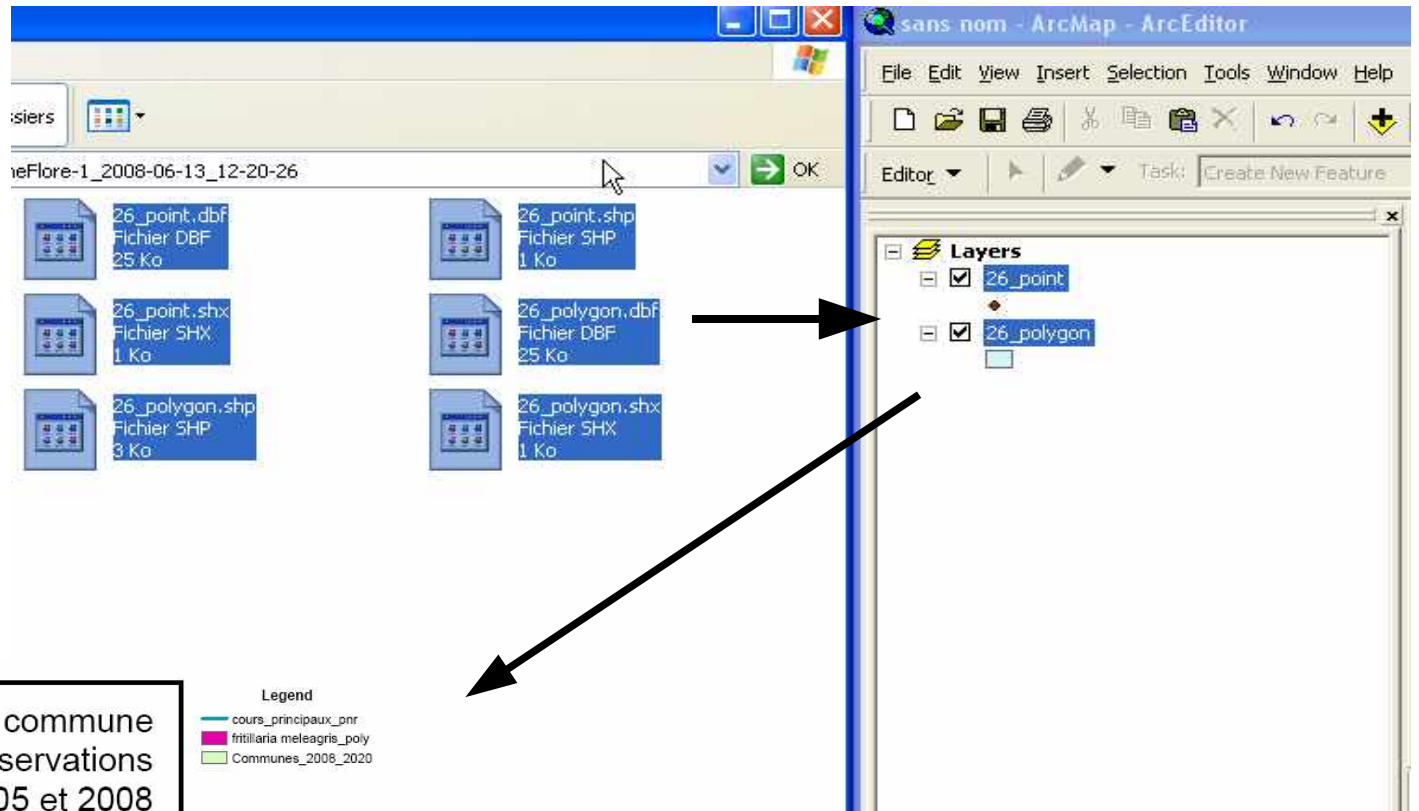 sans nom - ArcMap - ArcEditor
File Edit View Insert Selection Tools Window Help
ssiers
neFlore-1_2008-06-13_12-20-26
OK
Editor
Task: Create New Feature
26_point.dbf
Fichier DBF
25 Ko
26_point.shp
Fichier SHP
1 Ko
26_point.shx
Fichier SHX
1 Ko
26_polygon.dbf
Fichier DBF
25 Ko
26_polygon.shp
Fichier SHP
3 Ko
26_polygon.shx
Fichier SHX
1 Ko
Layers
26_point
26_polygon
commune
servations
05 et 2008
Legend
cours_principaux_pnr
fritillaria meleagris_poly
Communes_2008_2020